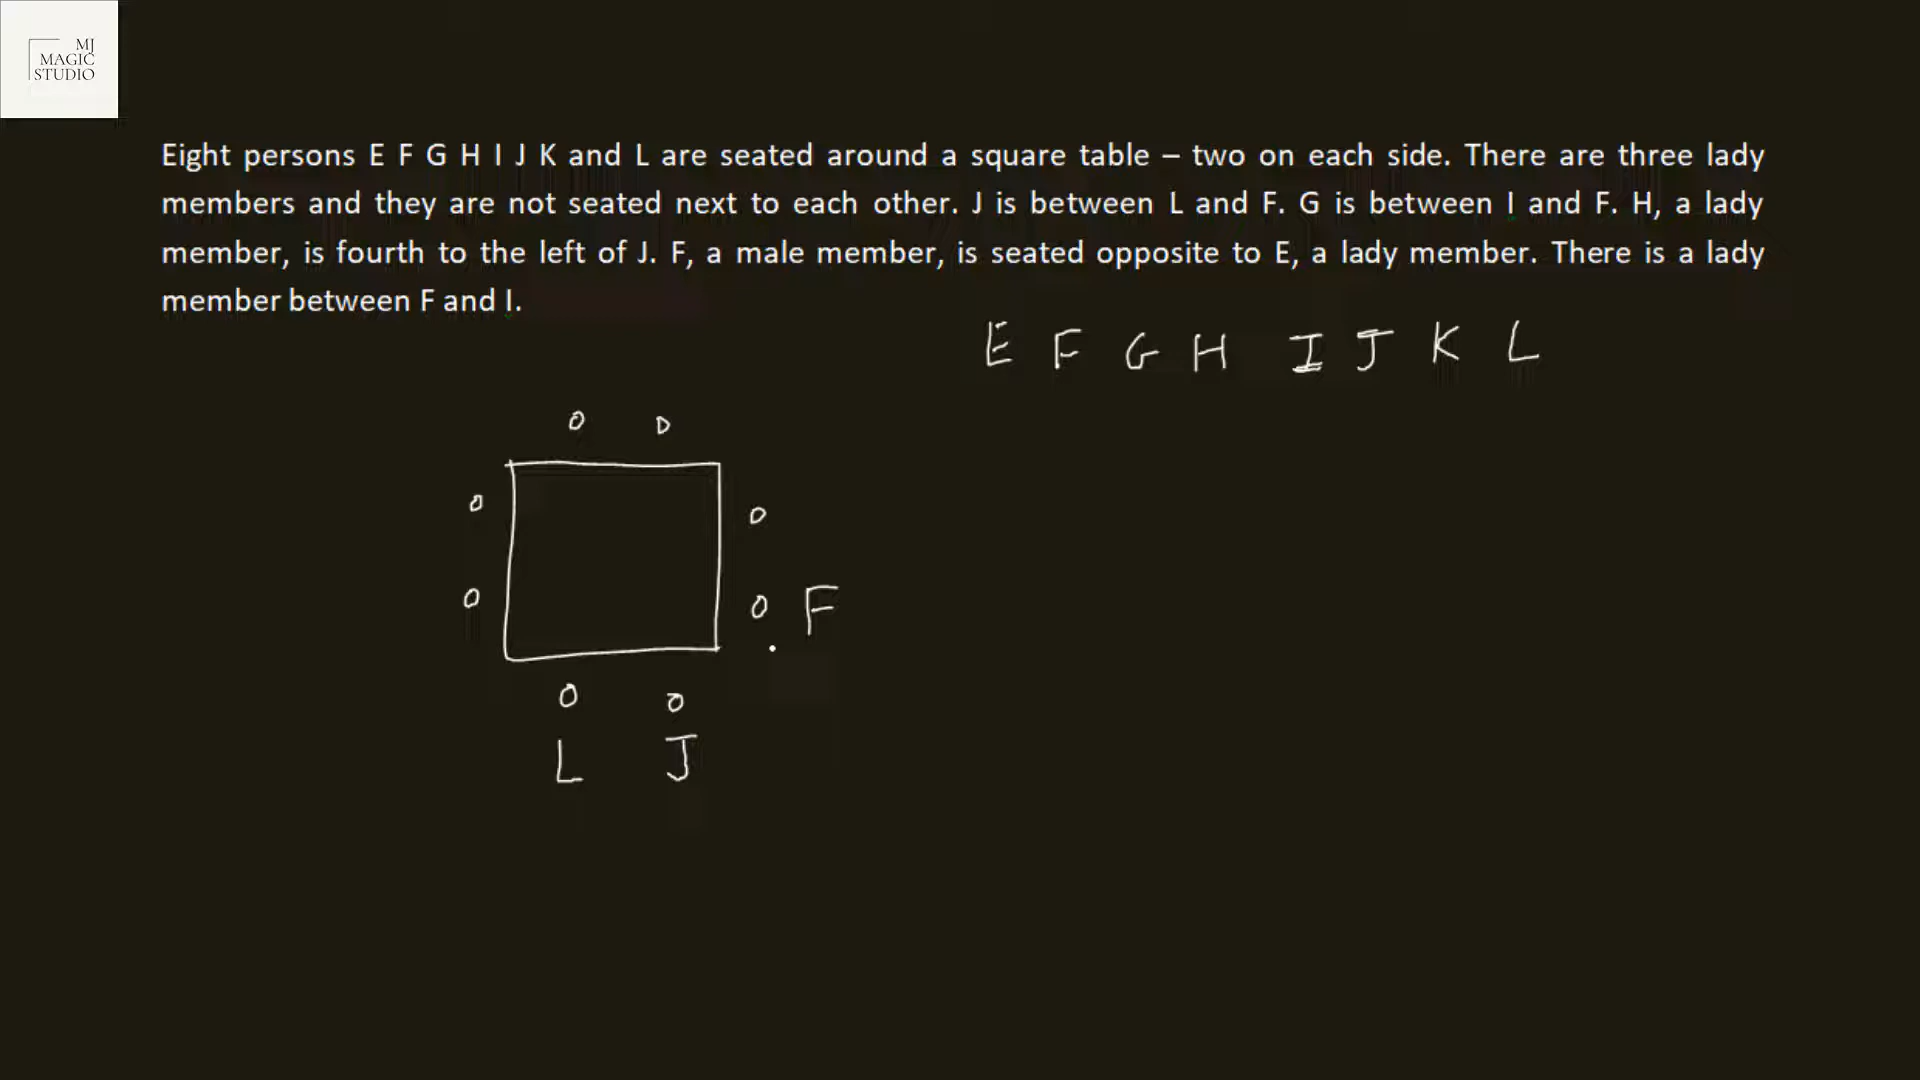 MJ
MAGIC
STUDIO
Eight persons E F G H I J K and L are seated around a square table – two on each side. There are three lady
members and they are not seated next to each other. J is between L and F. G is between I and F. H, a lady
member, is fourth to the left of J. F, a male member, is seated opposite to E, a lady member. There is a lady
member between F and I.
E F G H I J K L
F
L J